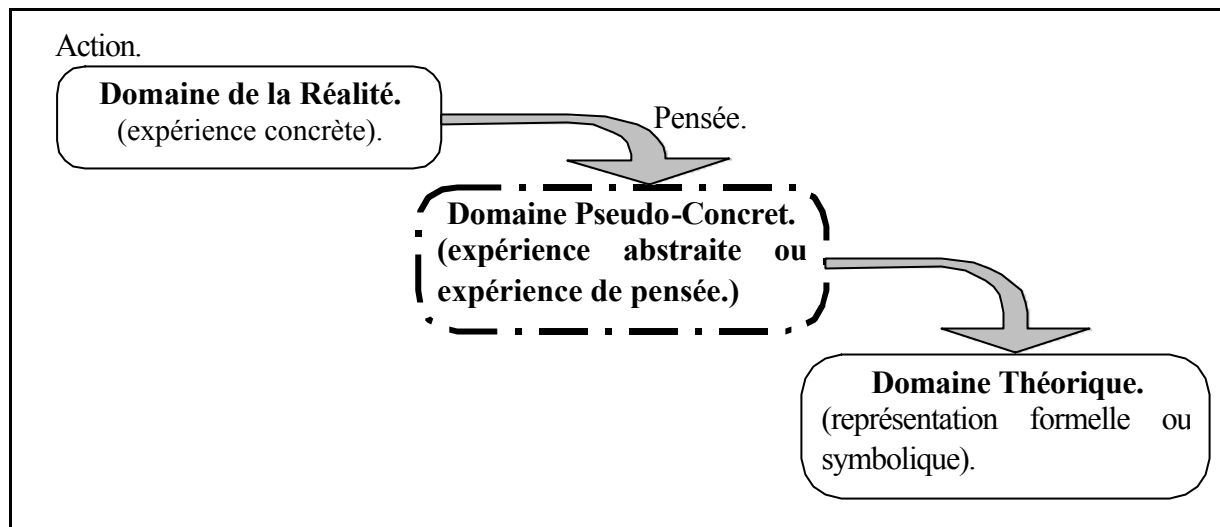 Action.
Domaine de la Réalité.
(expérience concrète).
Pensée.
Domaine Pseudo-Concret.
(expérience abstraite ou
expérience de pensée.)
Domaine Théorique.
(représentation formelle ou
symbolique).